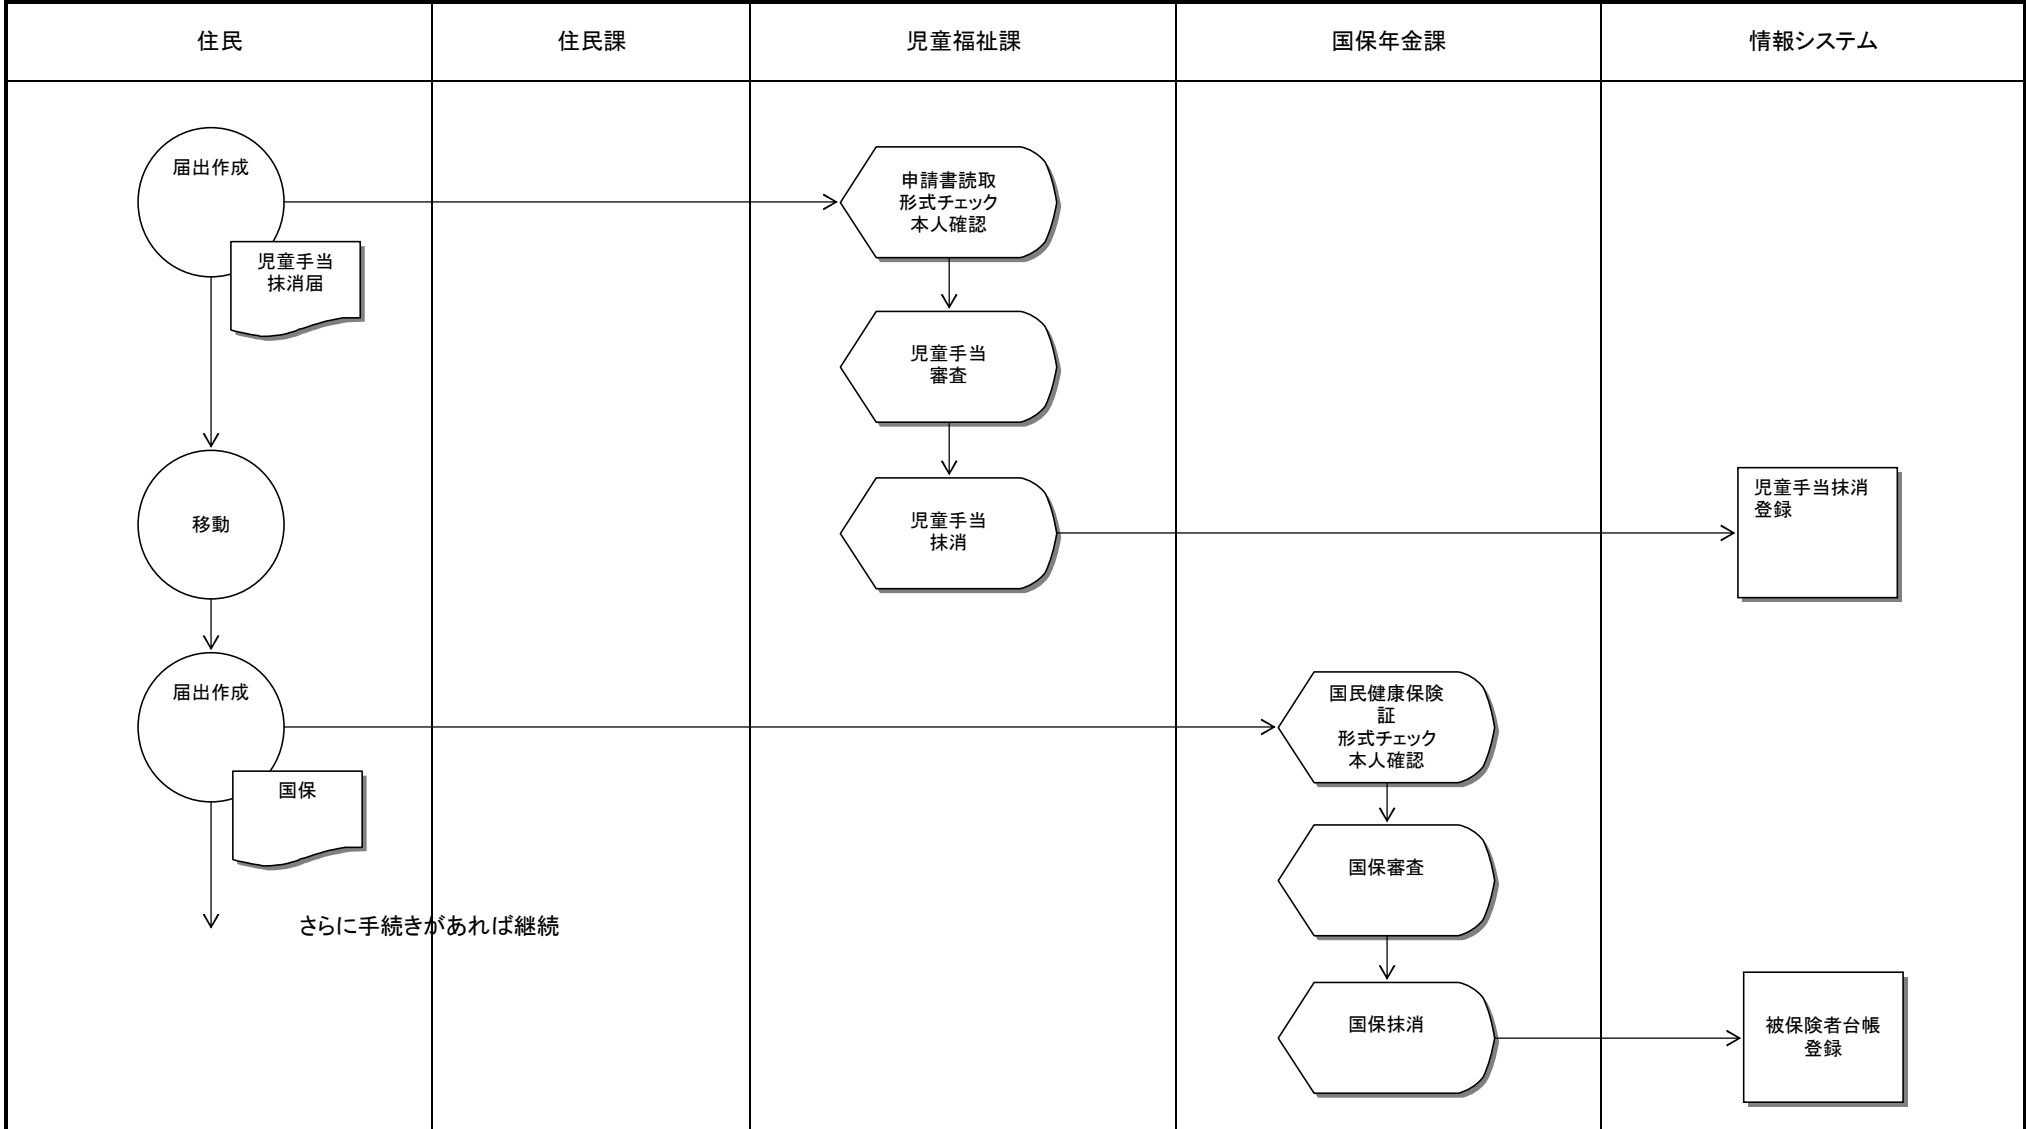 住民
住民課
児童福祉課
国保年金課
情報システム
届出作成
児童手当
抹消届
申請書読取
形式チェック
本人確認
児童手当
審査
移動
児童手当
抹消
児童手当抹消
登録
届出作成
国保
国民健康保険
証
形式チェック
本人確認
国保審査
さらに手続きがあれば継続
国保抹消
被保険者台帳
登録